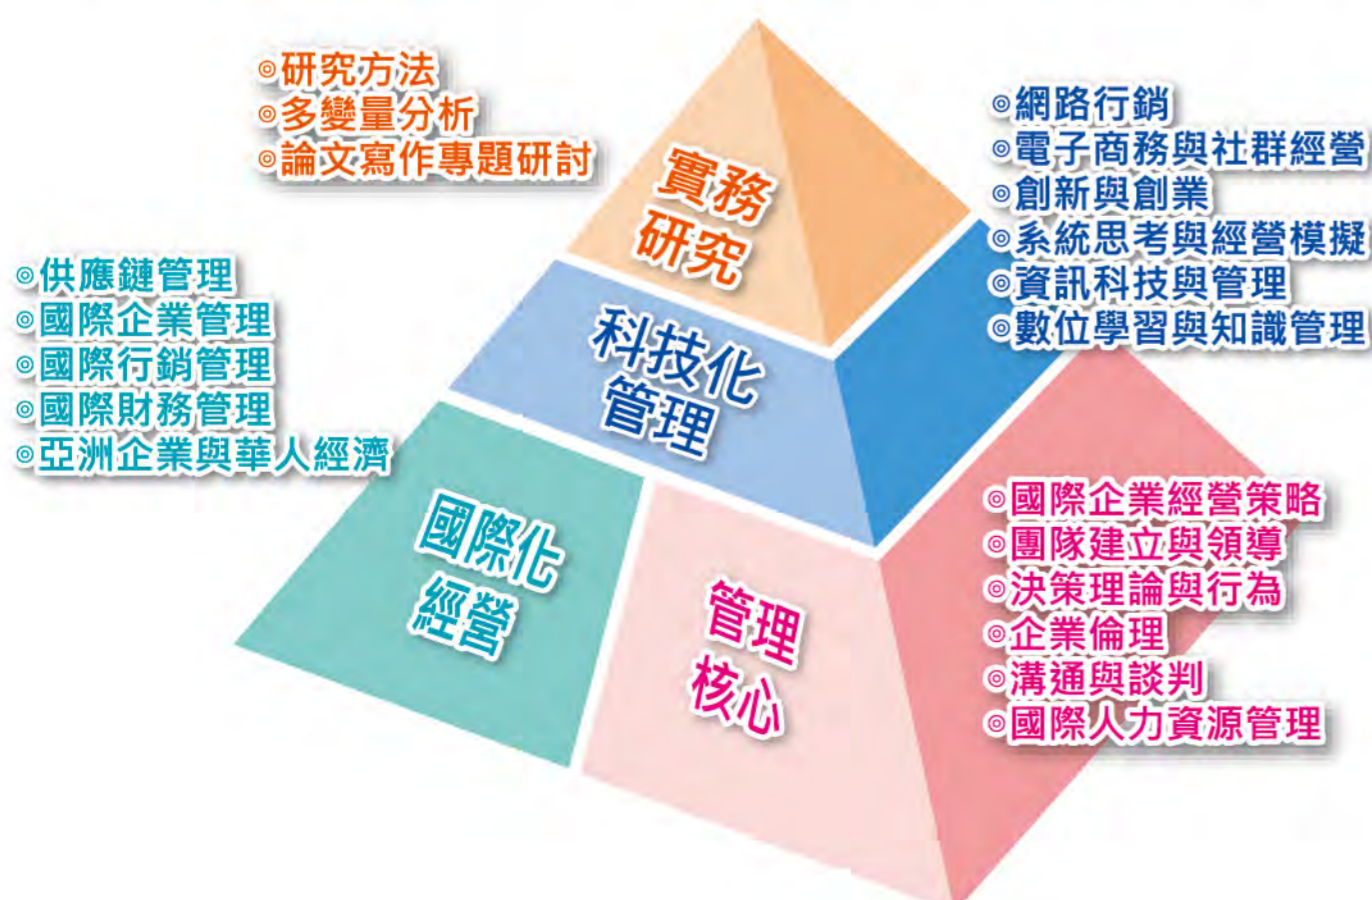 ◎研究方法
◎多變量分析
◎論文寫作專題研討
實務
研究
◎網路行銷
◎電子商務與社群經營
◎創新與創業
◎系統思考與經營模擬
◎資訊科技與管理
◎數位學習與知識管理
科技化
管理
◎供應鏈管理
◎國際企業管理
◎國際行銷管理
◎國際財務管理
◎亞洲企業與華人經濟
國際化
經營
管理
核心
◎國際企業經營策略
◎團隊建立與領導
◎決策理論與行為
◎企業倫理
◎溝通與談判
◎國際人力資源管理